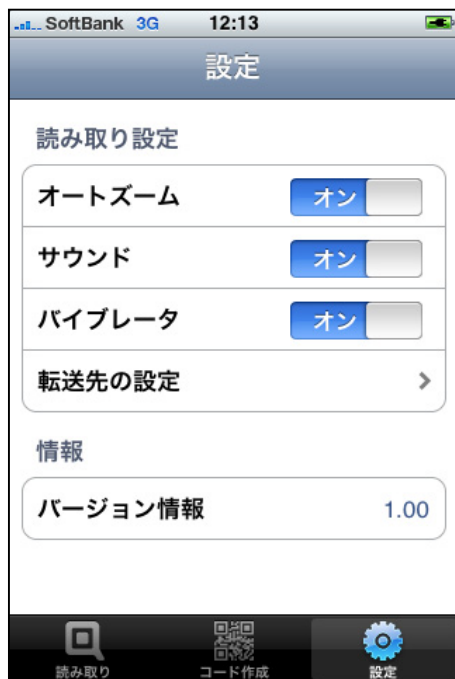 SoftBank 3G 12:13
設定
読み取り設定
オートズーム オン
サウンド オン
バイブレータ オン
転送先の設定
情報
バージョン情報 1.00
読み取り コード作成 設定